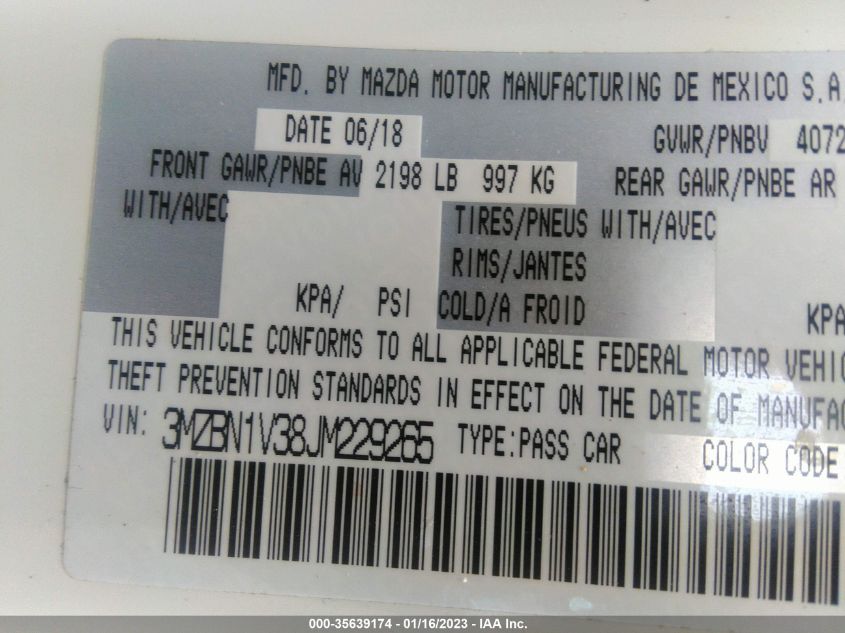 MFD. BY MAZDA MOTOR MANUFACTURING DE MEXICO S.A
DATE 06/18 GVWR/PNBV 4072
FRONT GAWR/PNBE AV 2198 LB 997 KG REAR GAWR/PNBE AR
WITH/AVEC TIRES/PNEUS WITH/AVEC
RIMS/JANTES
KPA/ PSI COLD/A FROID KPA
THIS VEHICLE CONFORMS TO ALL APPLICABLE FEDERAL MOTOR VEHIC
THEFT PREVENTION STANDARDS IN EFFECT ON THE DATE OF MANUFAC
VIN: 3MZBN1V38JM229265 TYPE:PASS CAR COLOR CODE
000-35639174 - 01/16/2023 - IAA Inc.